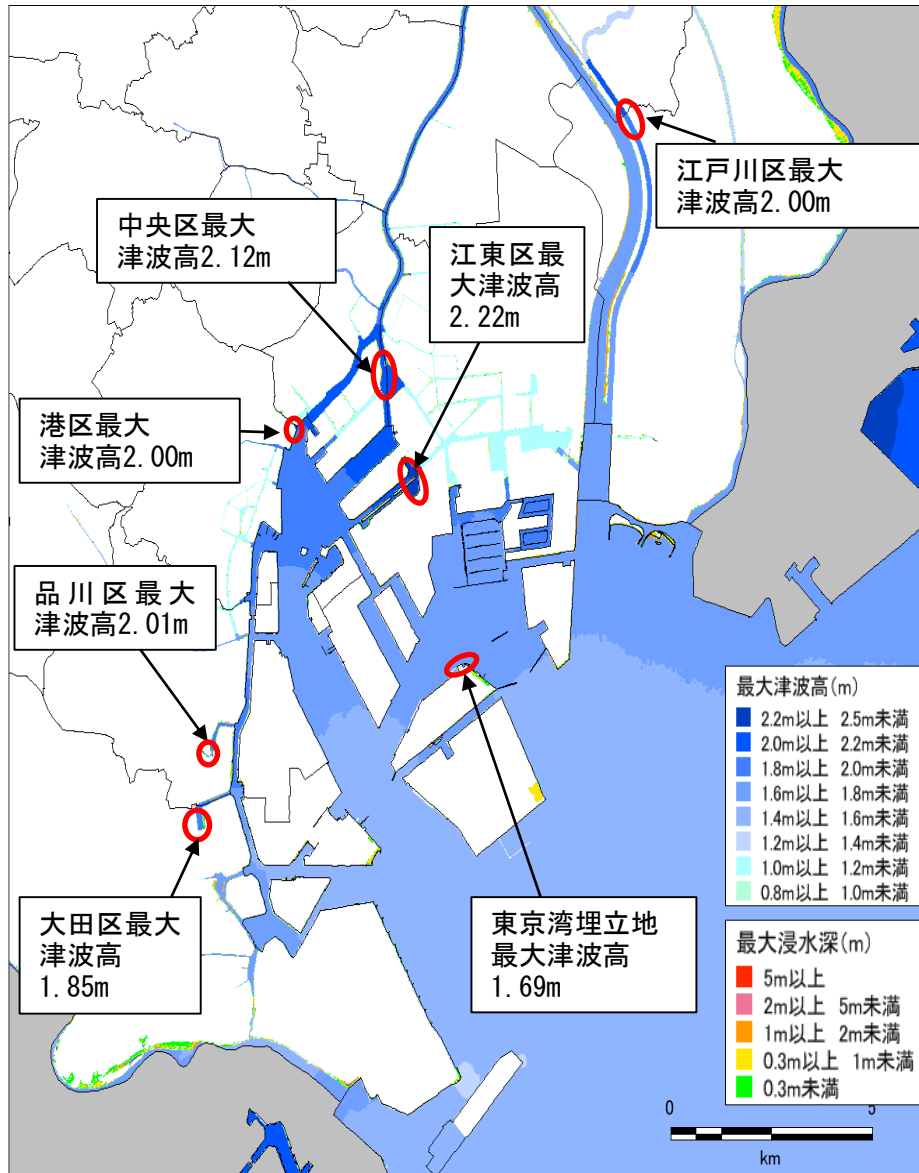 江戸川区最大
津波高2.00m
中央区最大
津波高2.12m
江東区最
大津波高
2.22m
港区最大
津波高2.00m
品川区最大
津波高2.01m
大田区最大
津波高
1.85m
東京湾埋立地
最大津波高
1.69m
最大津波高(m)
2.2m以上 2.5m未満
2.0m以上 2.2m未満
1.8m以上 2.0m未満
1.6m以上 1.8m未満
1.4m以上 1.6m未満
1.2m以上 1.4m未満
1.0m以上 1.2m未満
0.8m以上 1.0m未満
最大浸水深(m)
5m以上
2m以上 5m未満
1m以上 2m未満
0.3m以上 1m未満
0.3m未満
0 5
km